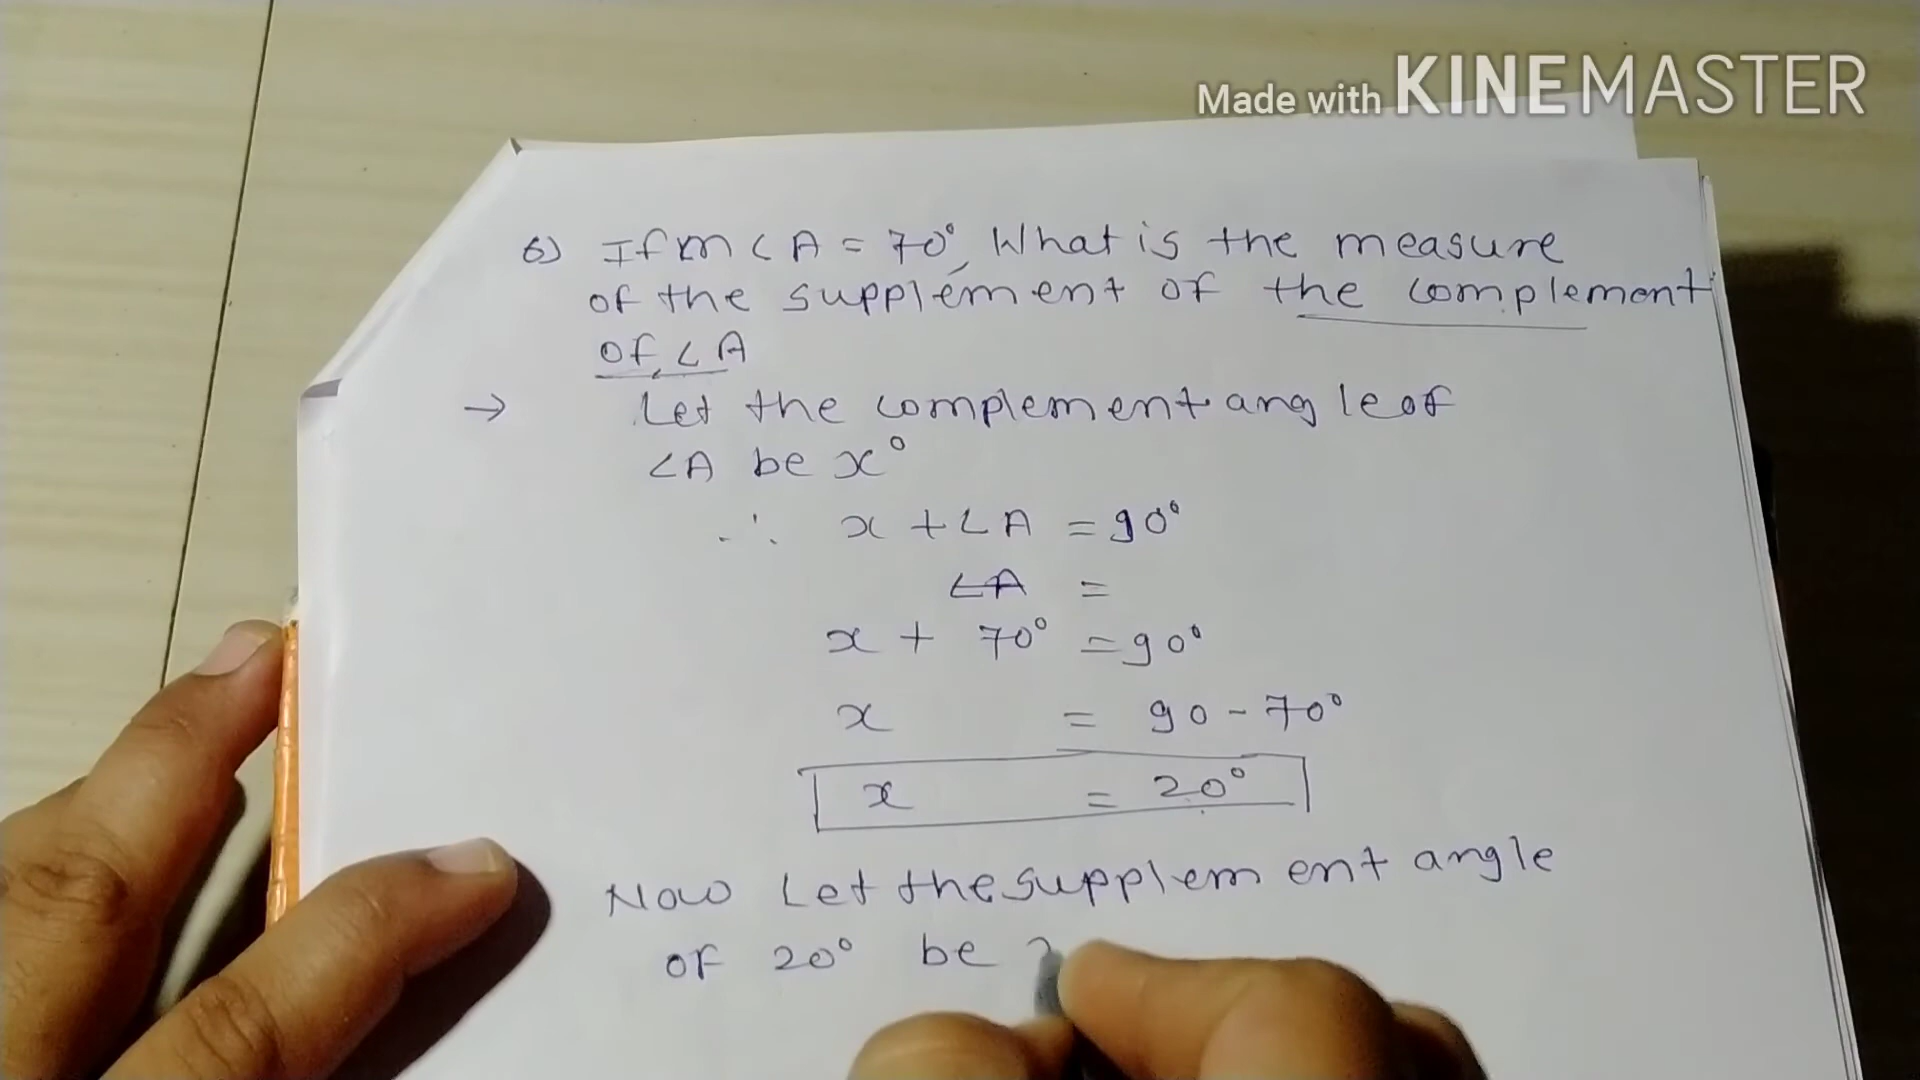 Made with KINEMASTER
6) If m∠A = 70°, What is the measure
of the supplement of the complement
of ∠A
→ Let the complement angle of
∠A be x°
∴ x + ∠A = 90°
∠A =
x + 70° = 90°
x = 90 - 70°
x = 20°
Now Let the supplement angle
of 20° be